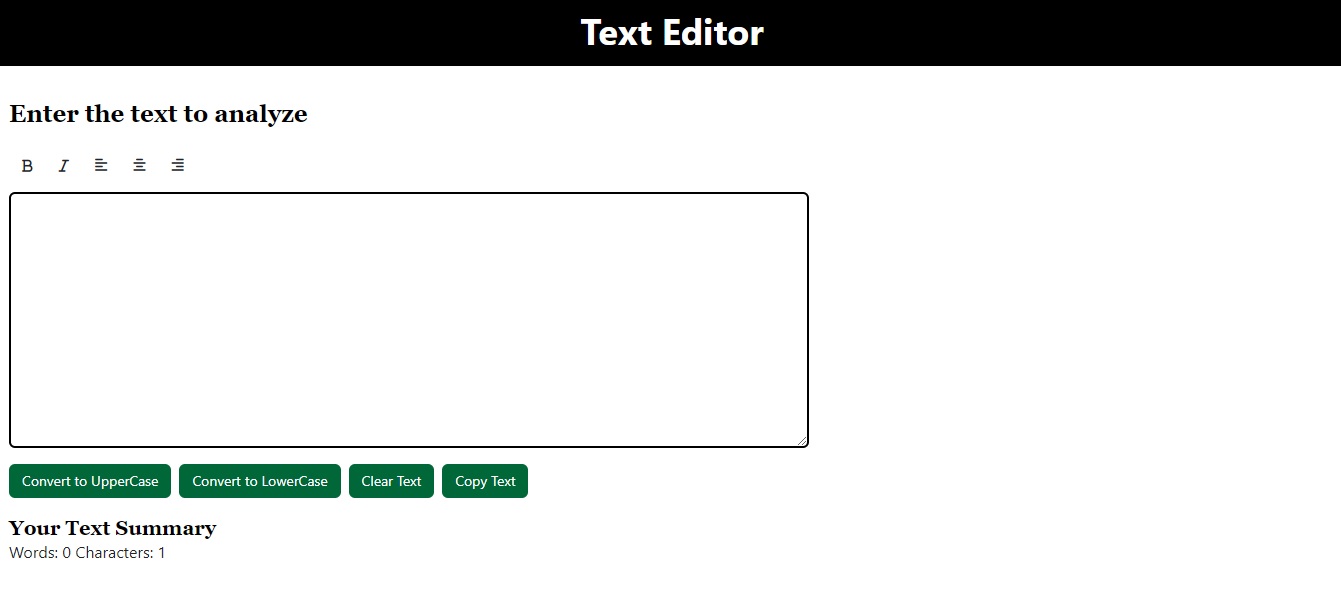 Text Editor
Enter the text to analyze
B I
Convert to UpperCase Convert to LowerCase Clear Text Copy Text
Your Text Summary
Words: 0 Characters: 1